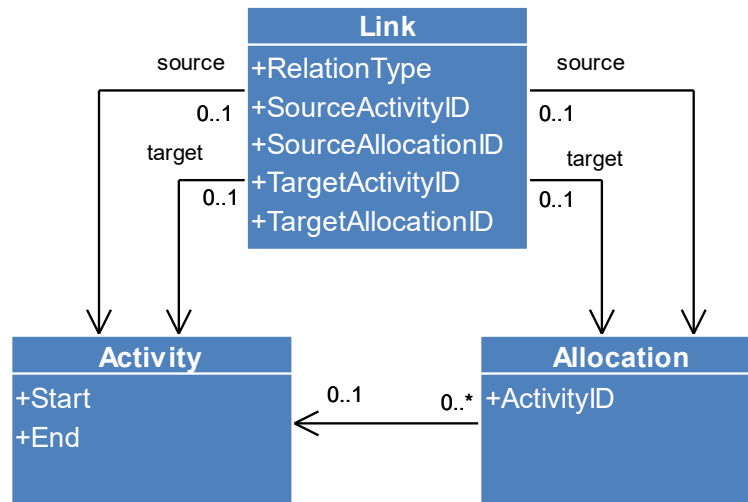 Link
source
source
+RelationType
0..1
+SourceActivityID
0..1
+SourceAllocationID
target
target
+TargetActivityID
0..1
0..1
+TargetAllocationID
Activity
Allocation
+Start
0..1
0..*
+ActivityID
+End